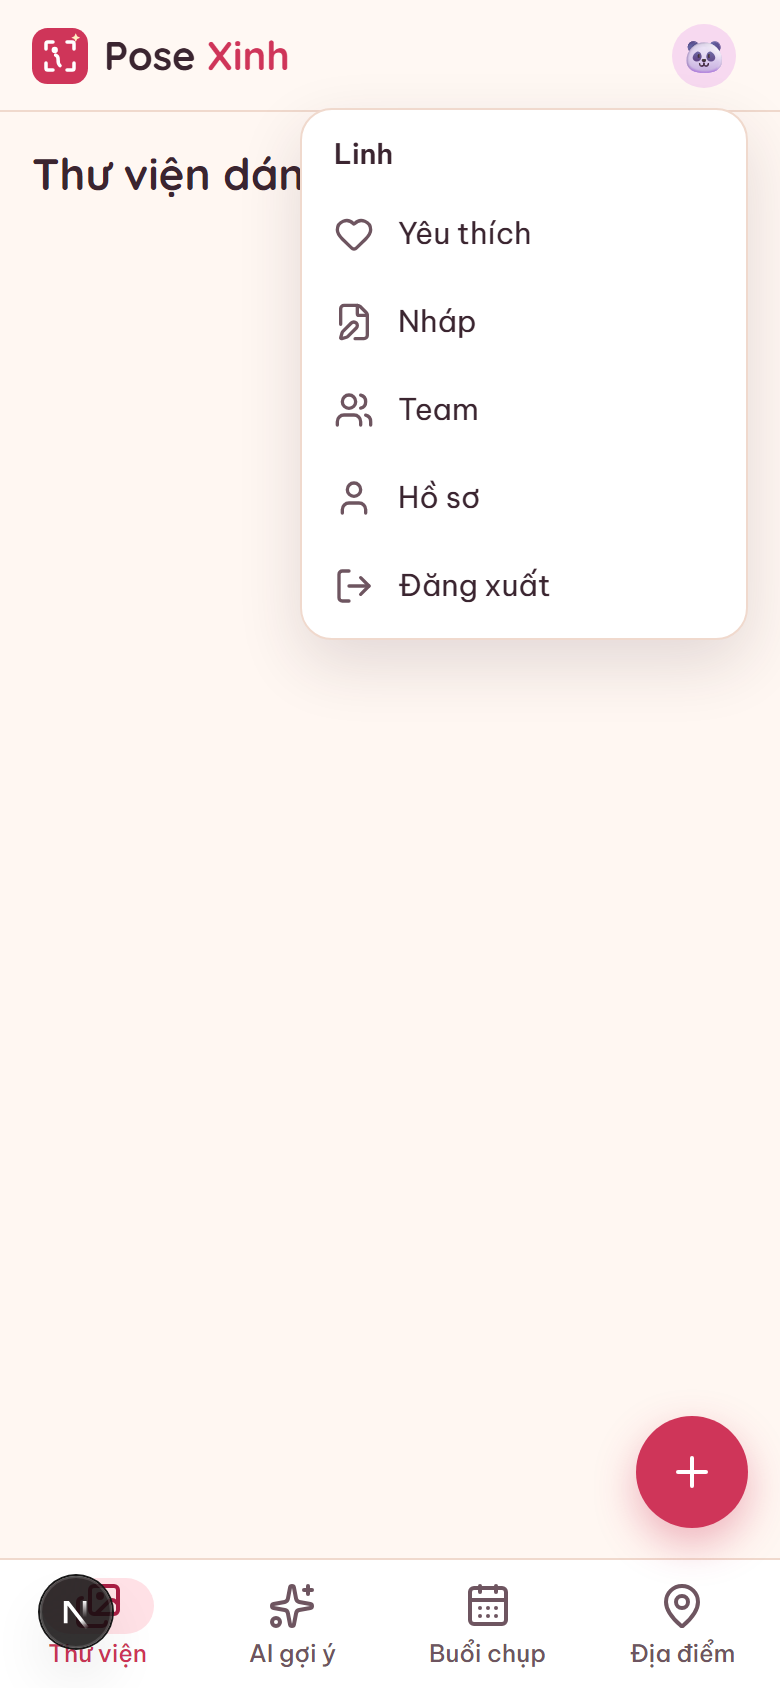 Pose Xinh
Thư viện dán
Linh
Yêu thích
Nháp
Team
Hồ sơ
Đăng xuất
N
Thư viện
AI gợi ý
Buổi chụp
Địa điểm